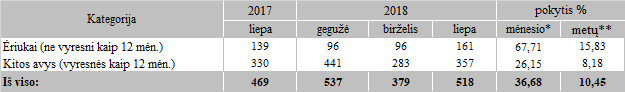 Kategorija 2017 2018 pokytis %
liepa gegužė birželis liepa mėnesio* metų**
Ėriukai (ne vyresni kaip 12 mėn.) 139 96 96 161 67,71 15,83
Kitos avys (vyresnės kaip 12 mėn.) 330 441 283 357 26,15 8,18
Iš viso: 469 537 379 518 36,68 10,45